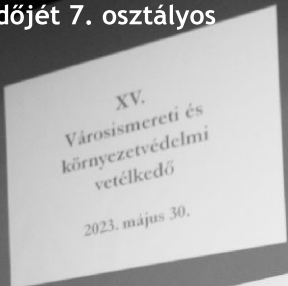 dőjét 7. osztályos
XV.
Városismereti és
környezetvédelmi
vetélkedő
2023. május 30.